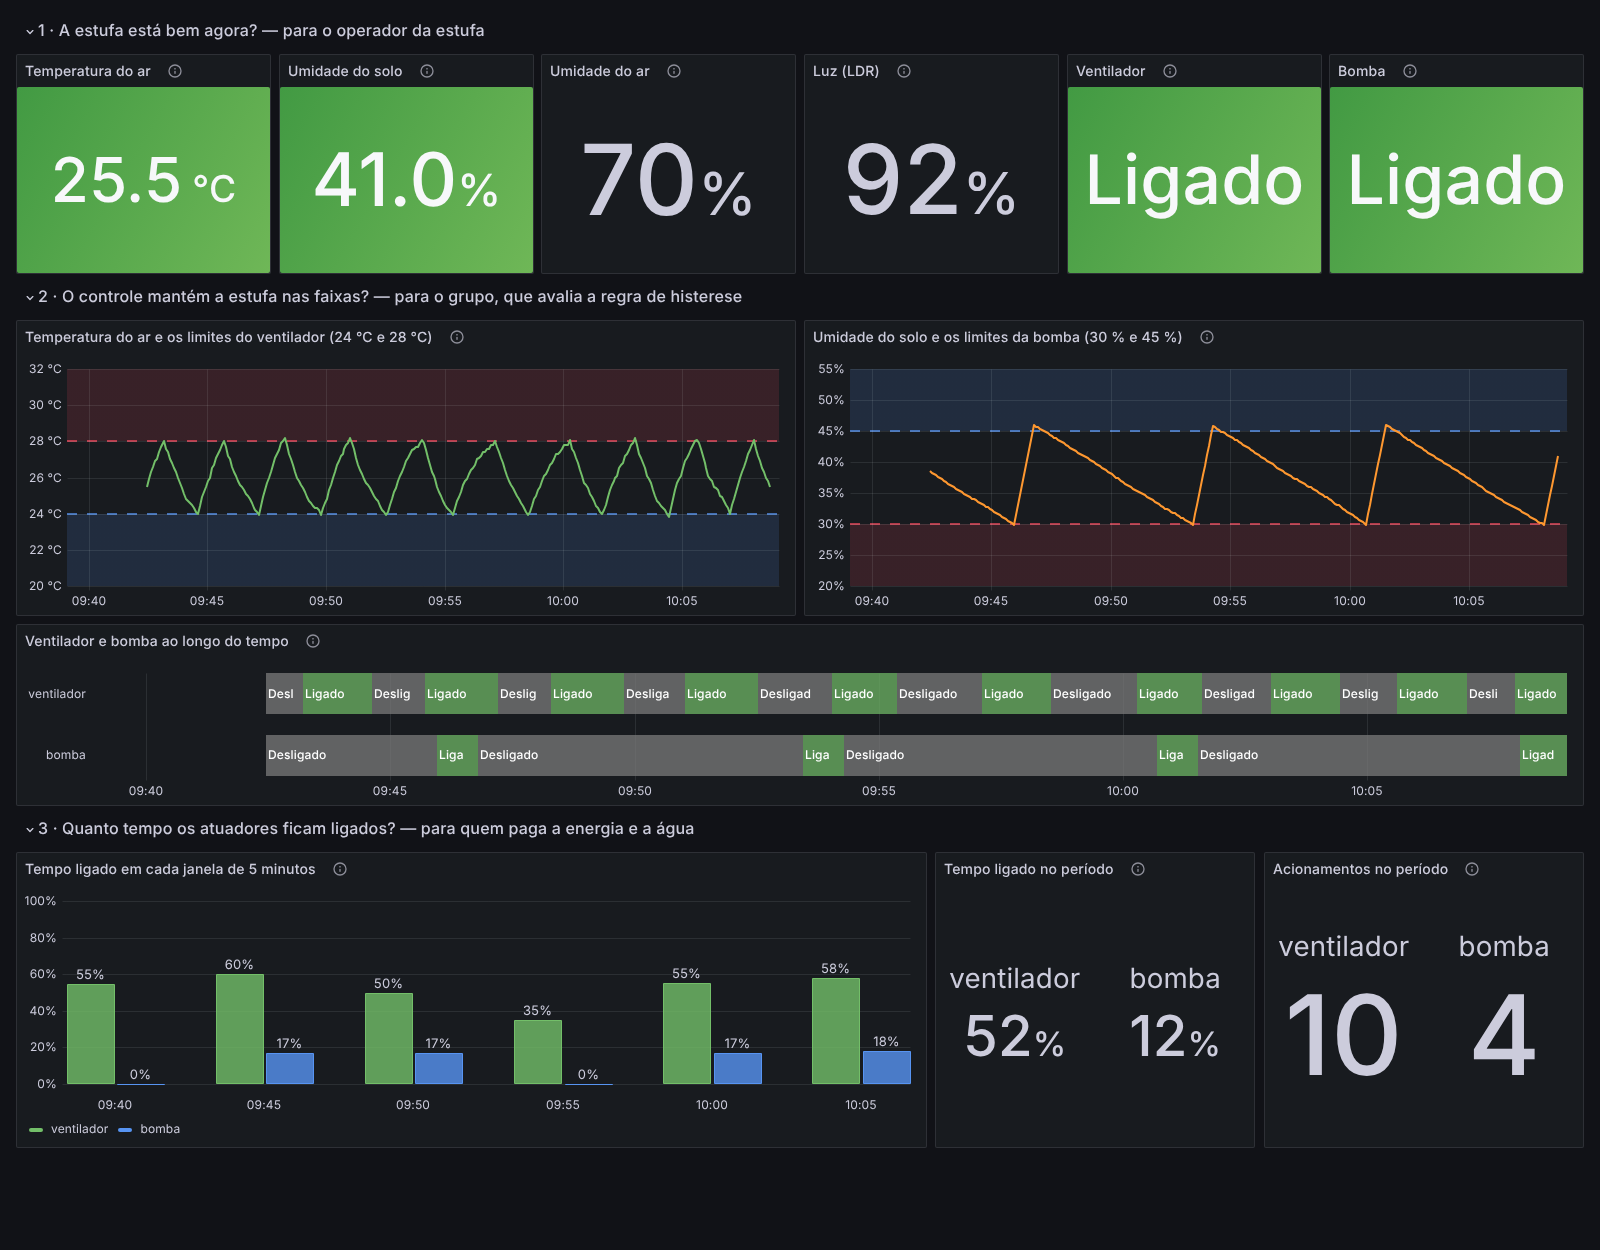 1 · A estufa está bem agora? — para o operador da estufa
Temperatura do ar
25.5 °C
Umidade do solo
41.0%
Umidade do ar
70%
Luz (LDR)
92%
Ventilador
Ligado
Bomba
Ligado
2 · O controle mantém a estufa nas faixas? — para o grupo, que avalia a regra de histerese
Temperatura do ar e os limites do ventilador (24 °C e 28 °C)
32 °C
30 °C
28 °C
26 °C
24 °C
22 °C
20 °C
09:40 09:45 09:50 09:55 10:00 10:05
Umidade do solo e os limites da bomba (30 % e 45 %)
55%
50%
45%
40%
35%
30%
25%
20%
09:40 09:45 09:50 09:55 10:00 10:05
Ventilador e bomba ao longo do tempo
ventilador Desl Ligado Deslig Ligado Deslig Ligado Desliga Ligado Desligad Ligado Desligado Ligado Desligado Ligado Desligad Ligado Deslig Ligado Desli Ligado
bomba Desligado Liga Desligado Liga Desligado Liga Desligado Ligad
09:40 09:45 09:50 09:55 10:00 10:05
3 · Quanto tempo os atuadores ficam ligados? — para quem paga a energia e a água
Tempo ligado em cada janela de 5 minutos
100%
80%
60%
40%
20%
0%
55% 0% 60% 17% 50% 17% 35% 0% 55% 17% 58% 18%
09:40 09:45 09:50 09:55 10:00 10:05
ventilador bomba
Tempo ligado no período
ventilador bomba
52% 12%
Acionamentos no período
ventilador bomba
10 4